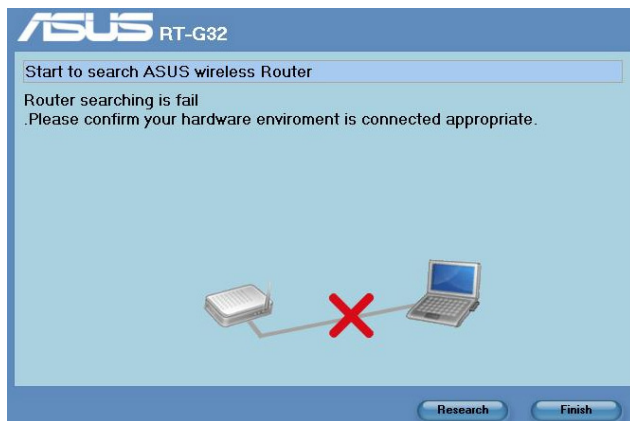 ASUS RT-G32
Start to search ASUS wireless Router
Router searching is fail
.Please confirm your hardware enviroment is connected appropriate.
Research
Finish